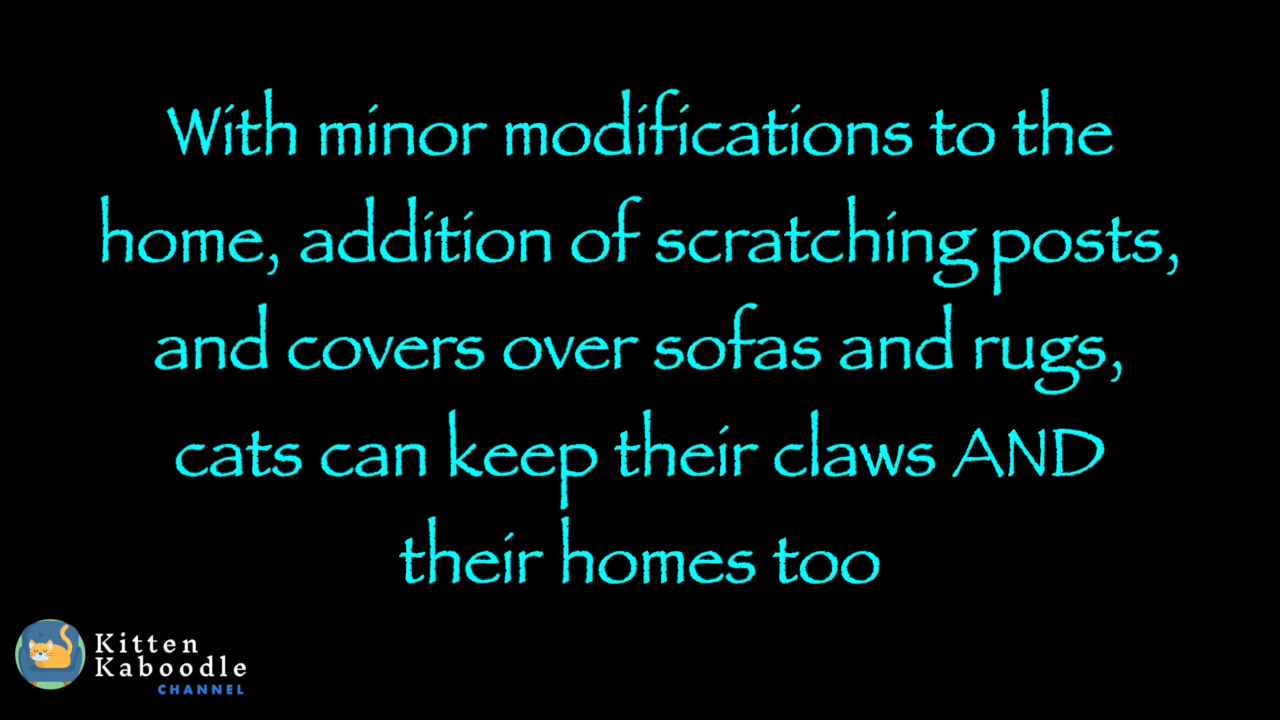 With minor modifications to the
home, addition of scratching posts,
and covers over sofas and rugs,
cats can keep their claws AND
their homes too
Kitten
Kaboodle
CHANNEL